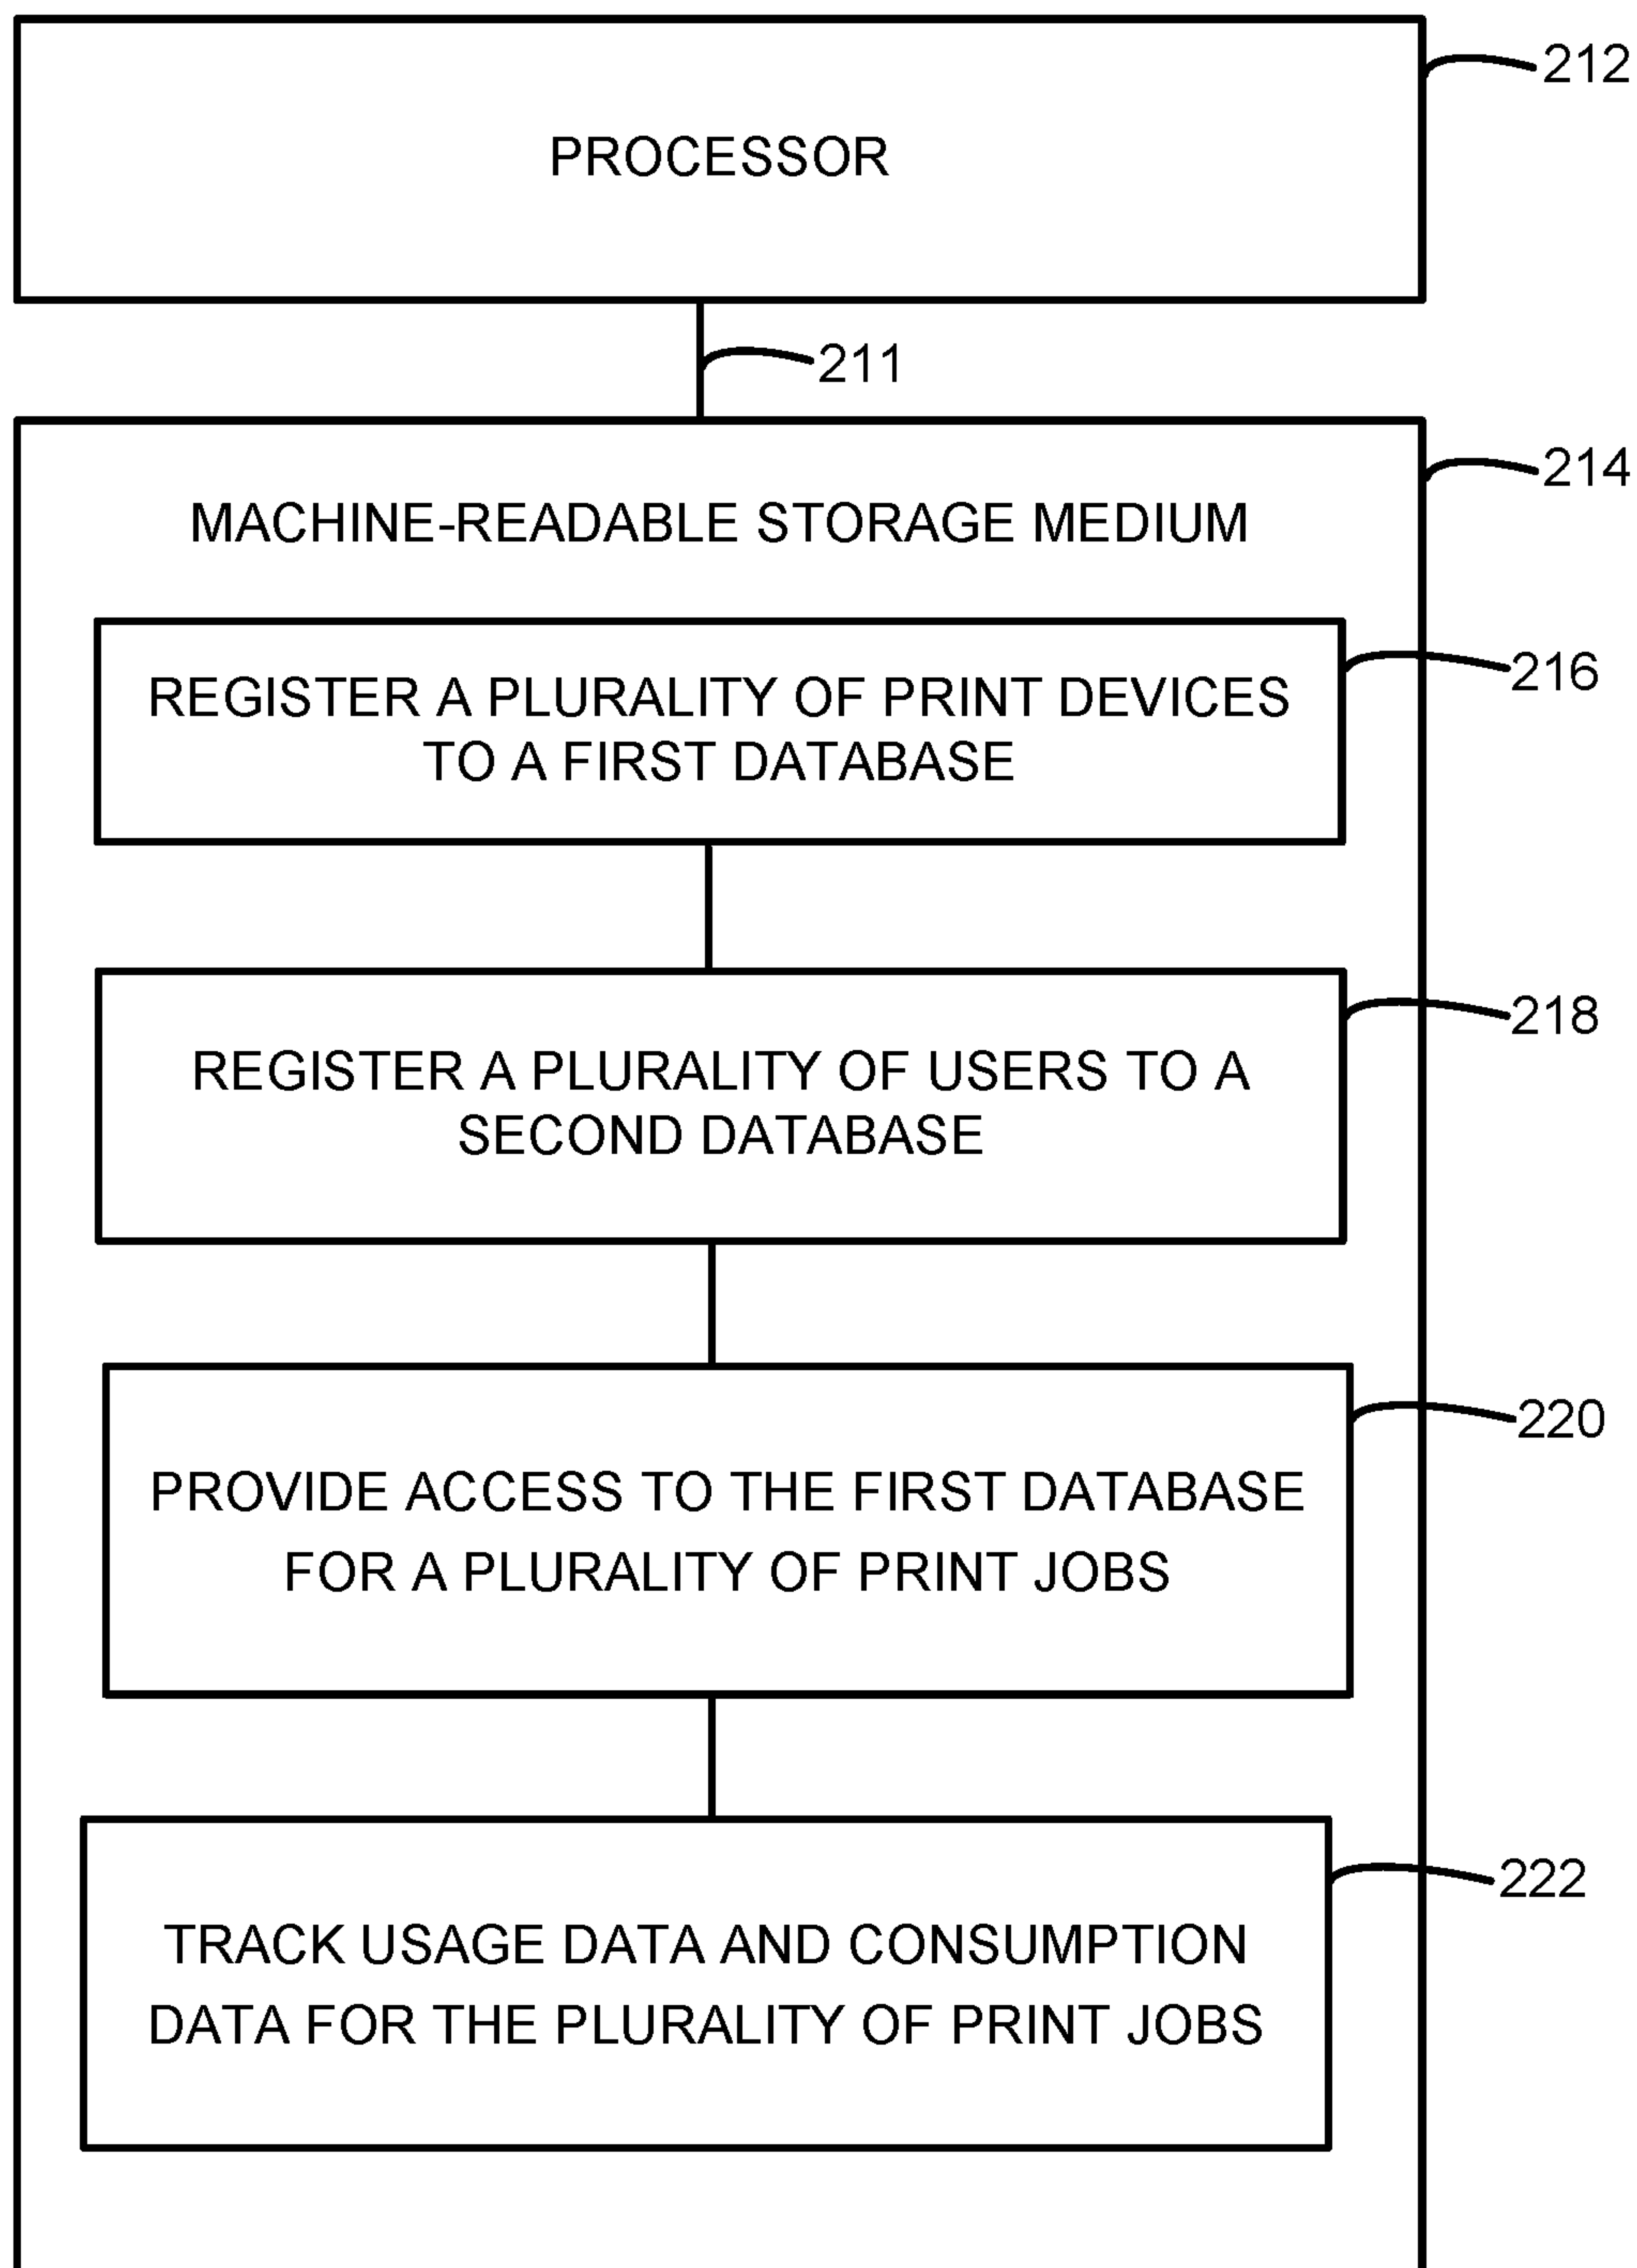 212
PROCESSOR
211
214
MACHINE-READABLE STORAGE MEDIUM
216
REGISTER A PLURALITY OF PRINT DEVICES
TO A FIRST DATABASE
218
REGISTER A PLURALITY OF USERS TO A
SECOND DATABASE
220
PROVIDE ACCESS TO THE FIRST DATABASE
FOR A PLURALITY OF PRINT JOBS
222
TRACK USAGE DATA AND CONSUMPTION
DATA FOR THE PLURALITY OF PRINT JOBS